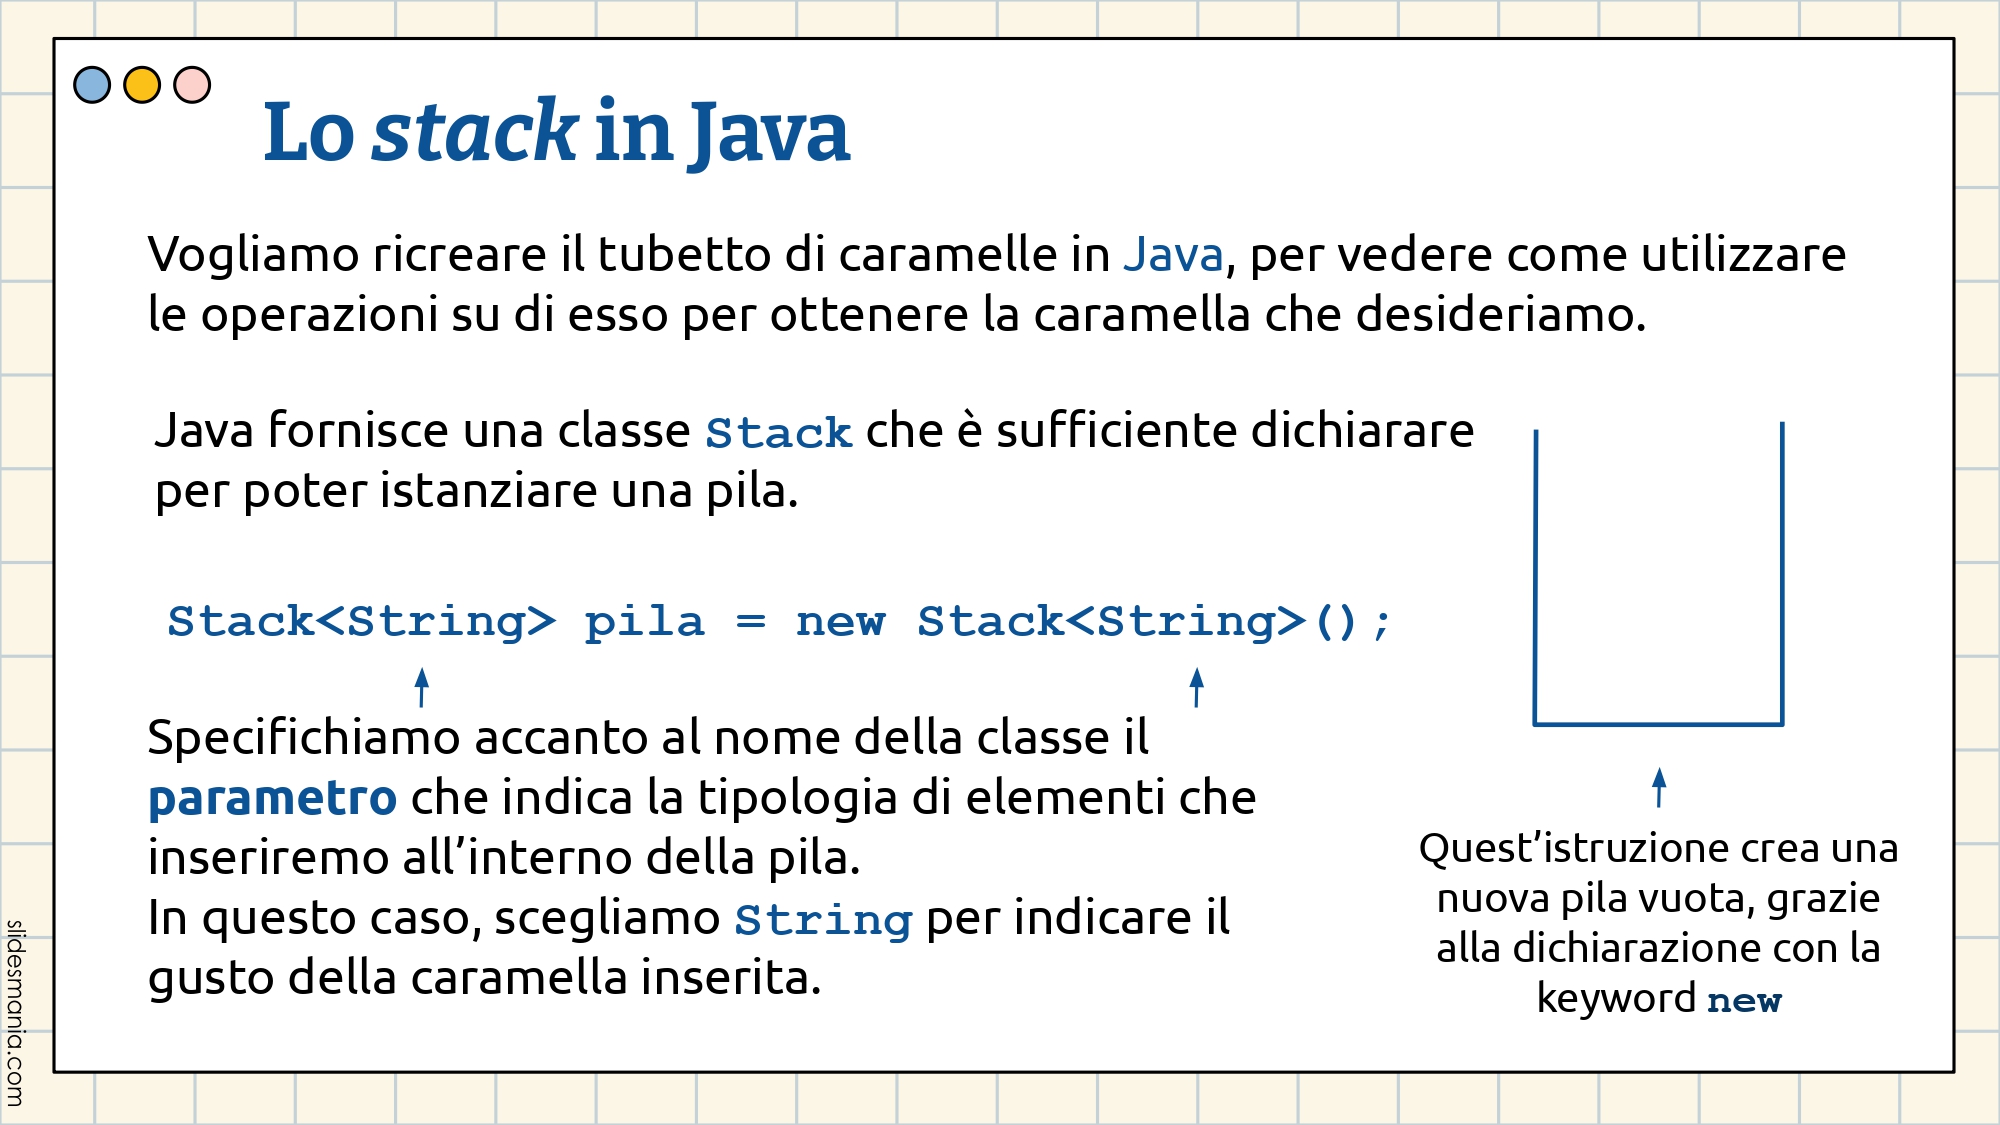 Lo stack in Java
Vogliamo ricreare il tubetto di caramelle in Java, per vedere come utilizzare
le operazioni su di esso per ottenere la caramella che desideriamo.
Java fornisce una classe Stack che è sufficiente dichiarare
per poter istanziare una pila.
Stack<String> pila = new Stack<String>();
Specifichiamo accanto al nome della classe il
parametro che indica la tipologia di elementi che
inseriremo all’interno della pila.
In questo caso, scegliamo String per indicare il
gusto della caramella inserita.
Quest’istruzione crea una
nuova pila vuota, grazie
alla dichiarazione con la
keyword new
slidesmania.com